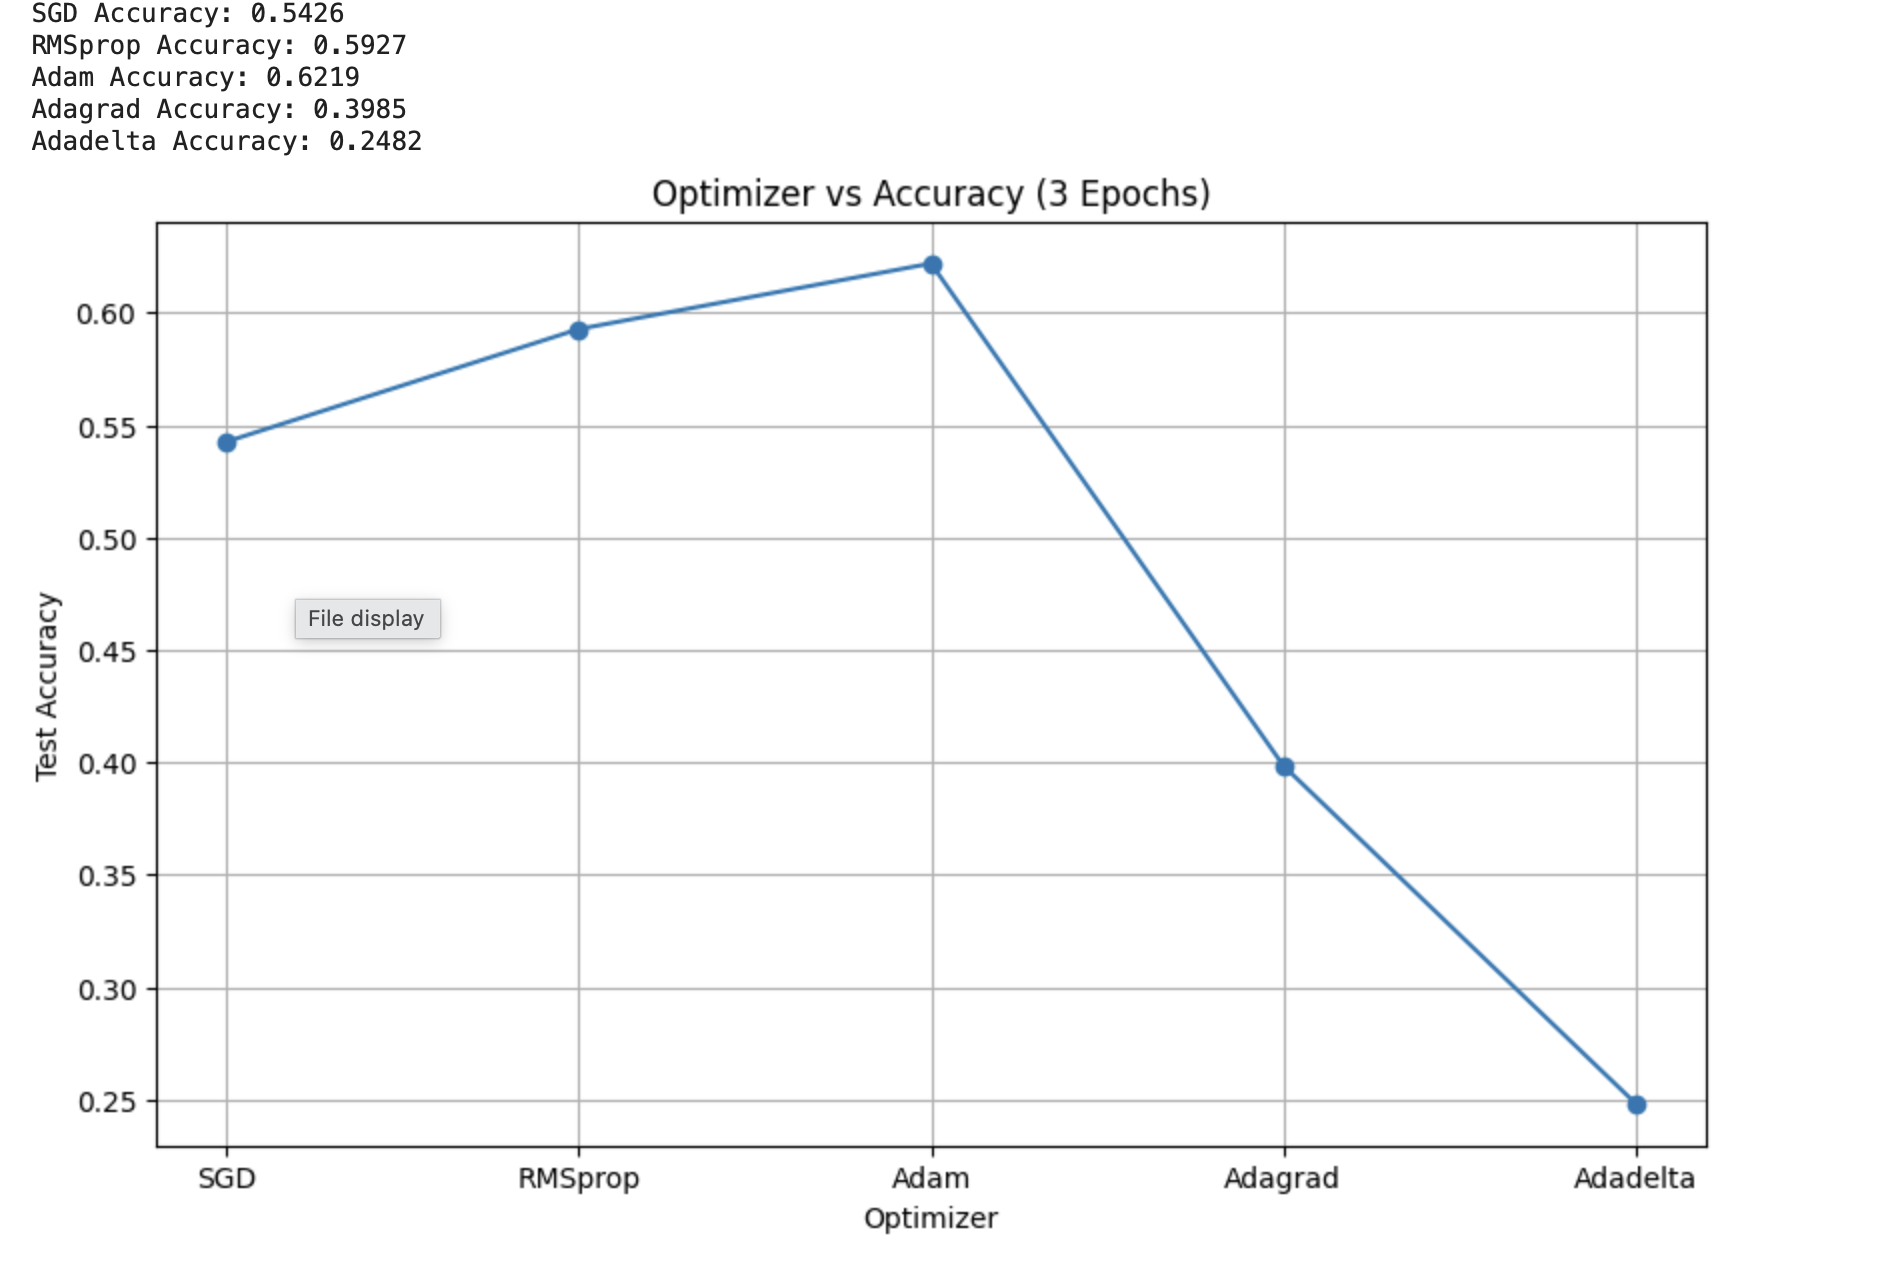 SGD Accuracy: 0.5426
RMSprop Accuracy: 0.5927
Adam Accuracy: 0.6219
Adagrad Accuracy: 0.3985
Adadelta Accuracy: 0.2482
Optimizer vs Accuracy (3 Epochs)
Test Accuracy
0.60
0.55
0.50
0.45
0.40
0.35
0.30
0.25
File display
SGD RMSprop Adam Adagrad Adadelta
Optimizer